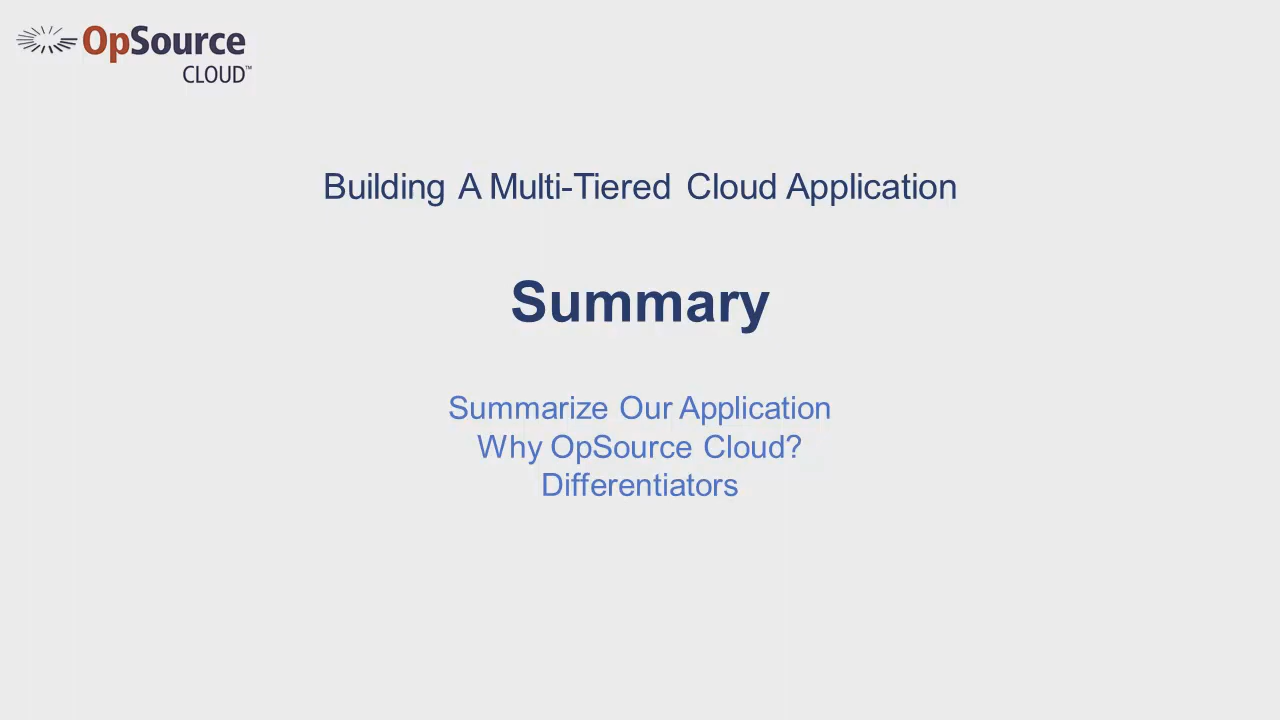 OpSource
CLOUD™
Building A Multi-Tiered Cloud Application
Summary
Summarize Our Application
Why OpSource Cloud?
Differentiators